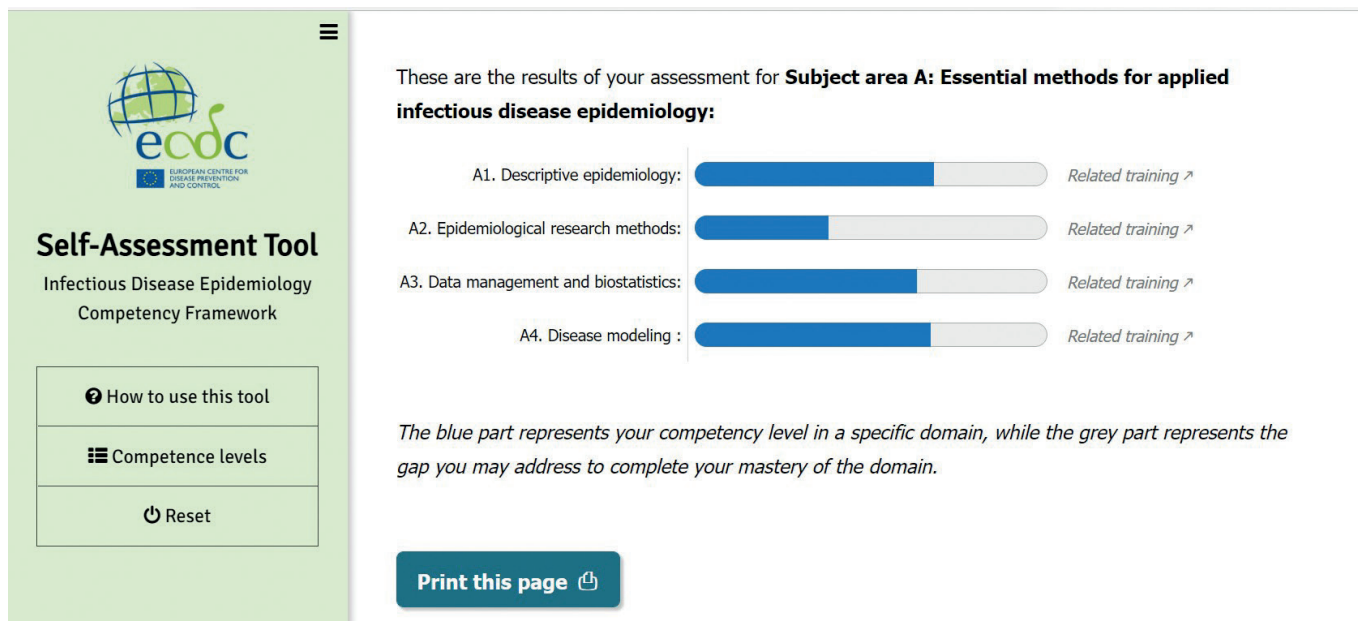 ecdc
EUROPEAN CENTRE FOR
DISEASE PREVENTION
AND CONTROL
Self-Assessment Tool
Infectious Disease Epidemiology
Competency Framework
How to use this tool
Competence levels
Reset
These are the results of your assessment for Subject area A: Essential methods for applied
infectious disease epidemiology:
A1. Descriptive epidemiology: Related training ↗
A2. Epidemiological research methods: Related training ↗
A3. Data management and biostatistics: Related training ↗
A4. Disease modeling : Related training ↗
The blue part represents your competency level in a specific domain, while the grey part represents the
gap you may address to complete your mastery of the domain.
Print this page